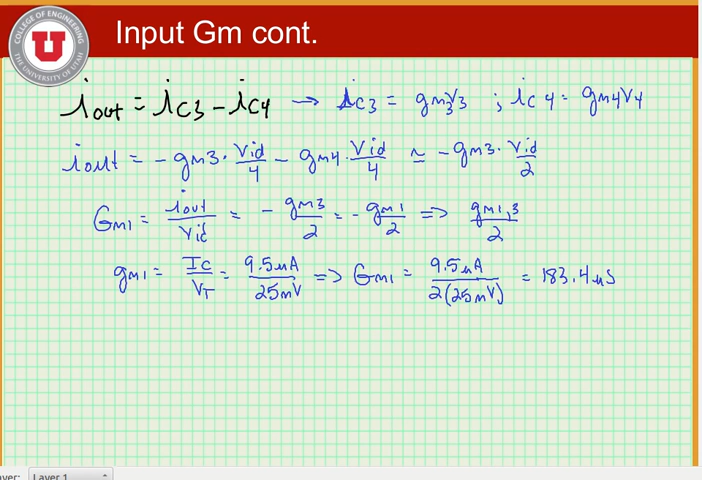 COLLEGE OF ENGINEERING
U
THE UNIVERSITY OF UTAH
Input Gm cont.
iout = iC3 - iC4 → iC3 = gm3V3 ; iC4 = gm4V4
iout = -gm3 · Vid/4 - gm4 · Vid/4 ≃ -gm3 · Vid/2
Gm1 = iout/Vid = -gm3/2 = -gm1/2 => gm1,3/2
gm1 = IC/VT = 9.5uA/25mV => Gm1 = 9.5uA/2(25mV) = 183.4uS
ayer: Layer 1